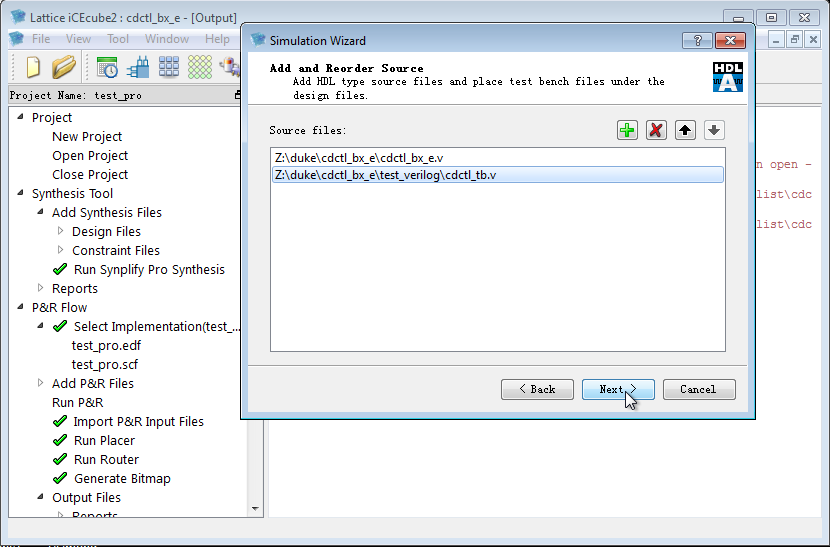 Lattice iCEcube2 : cdctl_bx_e - [Output]
File View Tool Window Help
Project Name: test_pro
Project
New Project
Open Project
Close Project
Synthesis Tool
Add Synthesis Files
Design Files
Constraint Files
Run Synplify Pro Synthesis
Reports
P&R Flow
Select Implementation(test_...
test_pro.edf
test_pro.scf
Add P&R Files
Run P&R
Import P&R Input Files
Run Placer
Run Router
Generate Bitmap
Output Files
Reports
Simulation Wizard
Add and Reorder Source
Add HDL type source files and place test bench files under the
design files.
HDL
A
Source files:
Z:\duke\cdctl_bx_e\cdctl_bx_e.v
Z:\duke\cdctl_bx_e\test_verilog\cdctl_tb.v
< Back
Next >
Cancel
n open -
list\cdc
list\cdc